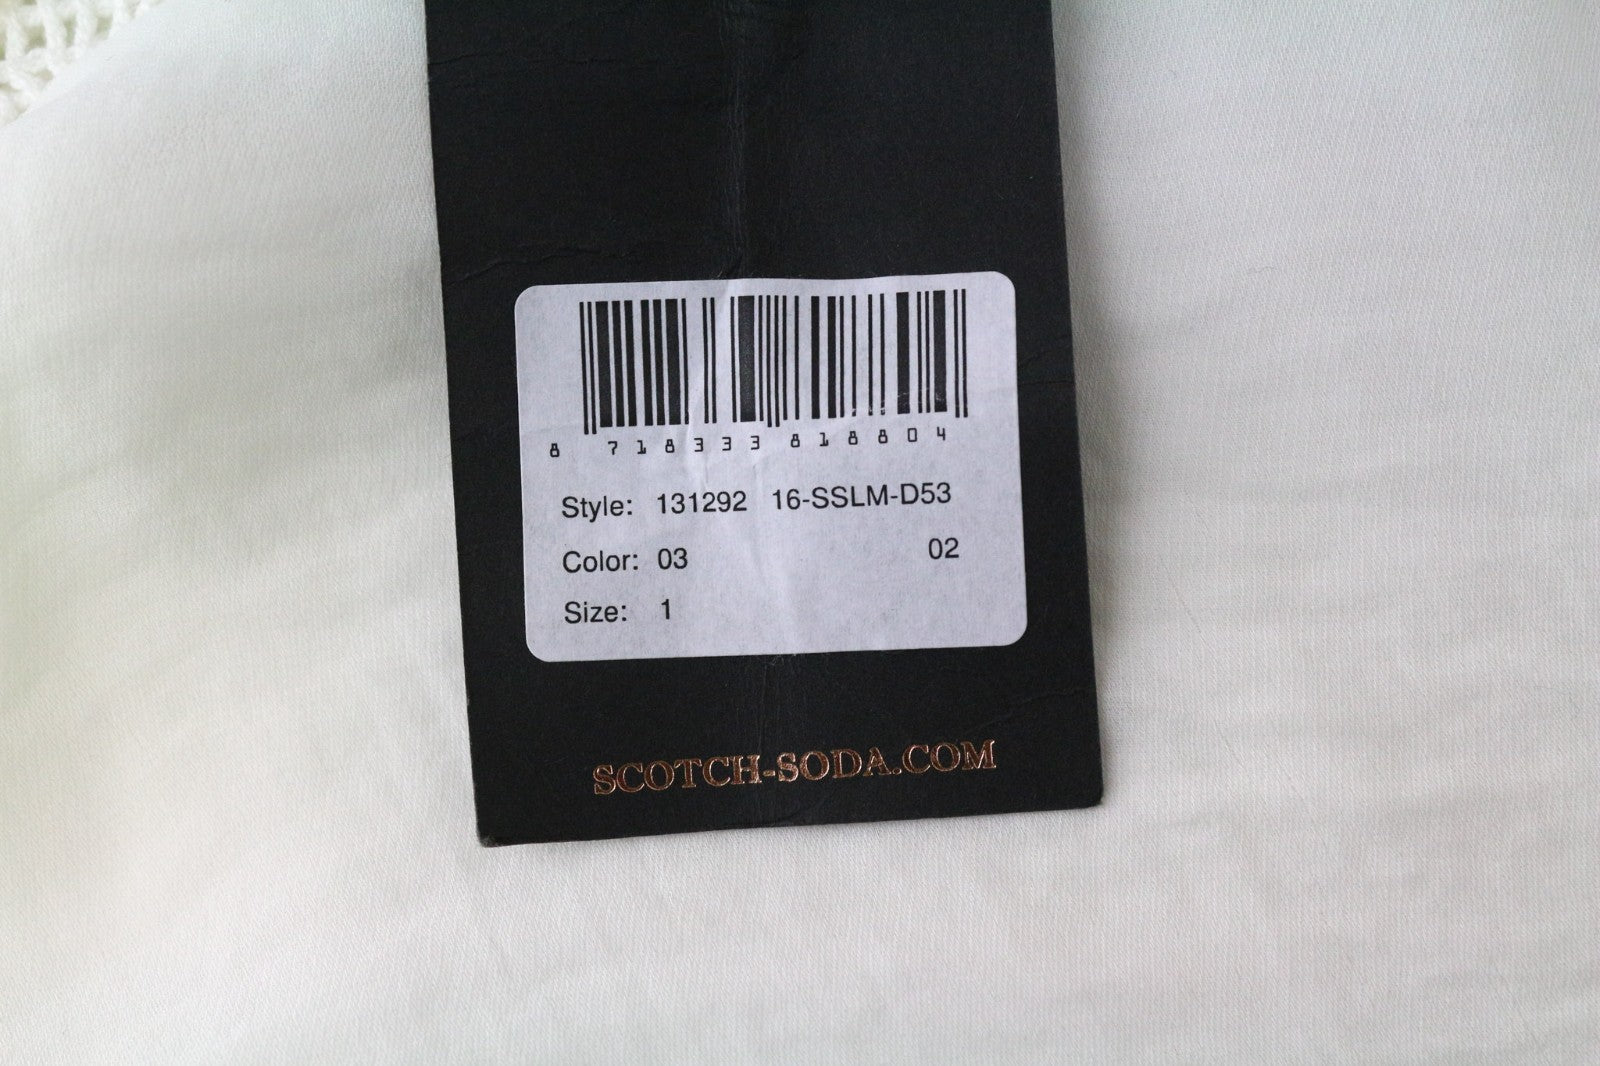 8 718333 818804
Style: 131292 16-SSLM-D53
Color: 03 02
Size: 1
SCOTCH-SODA.COM